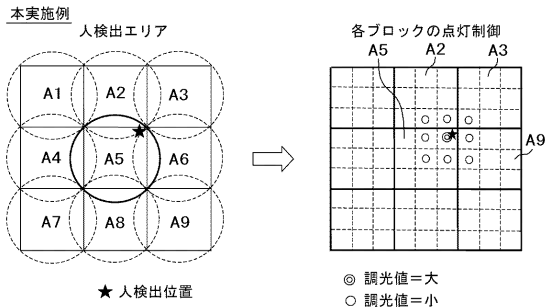 本実施例
人検出エリア
各ブロックの点灯制御
A5 A2 A3
A1 A2 A3
A4 A5 A6
A9
A7 A8 A9
★ 人検出位置
◎ 調光値=大
○ 調光値=小